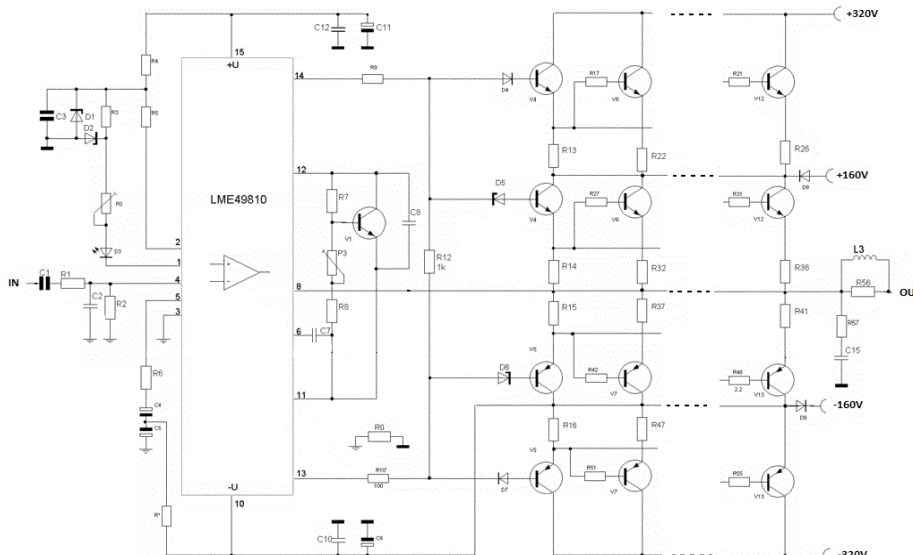 +320V
C12
C11
15
+U
R4
14
R9
D4
V4
R17
V6
R21
V12
C3
D1
R3
R5
D2
R13
R22
R26
12
+160V
D5
D9
LME49810
R7
V4
R27
V6
R31
V12
P3
V1
C8
R12
1k
2
D3
1
R14
R32
R36
L3
IN
C1
R1
4
8
R56
OU
C2
R2
5
R8
R15
R37
R41
3
R57
6
C7
C15
R6
V5
D6
R42
V7
R46
2.2
V13
C4
11
D8
-160V
C5
R0
R16
R47
V5
13
R10
100
D7
R51
V7
R55
V13
-U
10
C10
C9
-320V